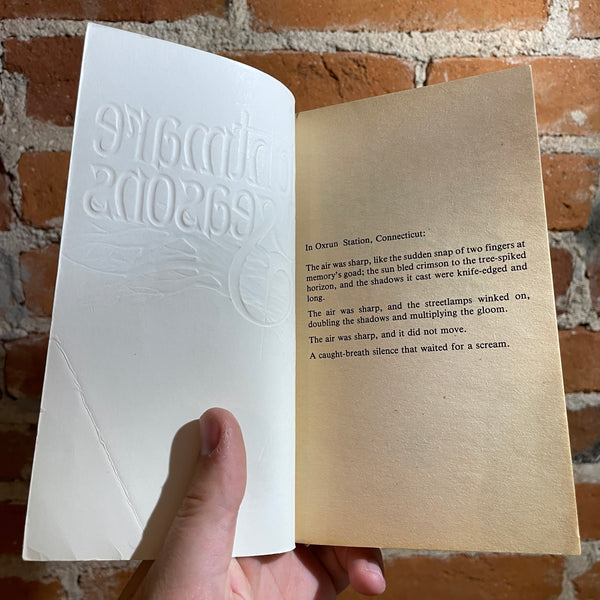 ntmare
Seasons
In Oxrun Station, Connecticut:
The air was sharp, like the sudden snap of two fingers at
memory's goad; the sun bled crimson to the tree-spiked
horizon, and the shadows it cast were knife-edged and
long.
The air was sharp, and the streetlamps winked on,
doubling the shadows and multiplying the gloom.
The air was sharp, and it did not move.
A caught-breath silence that waited for a scream.